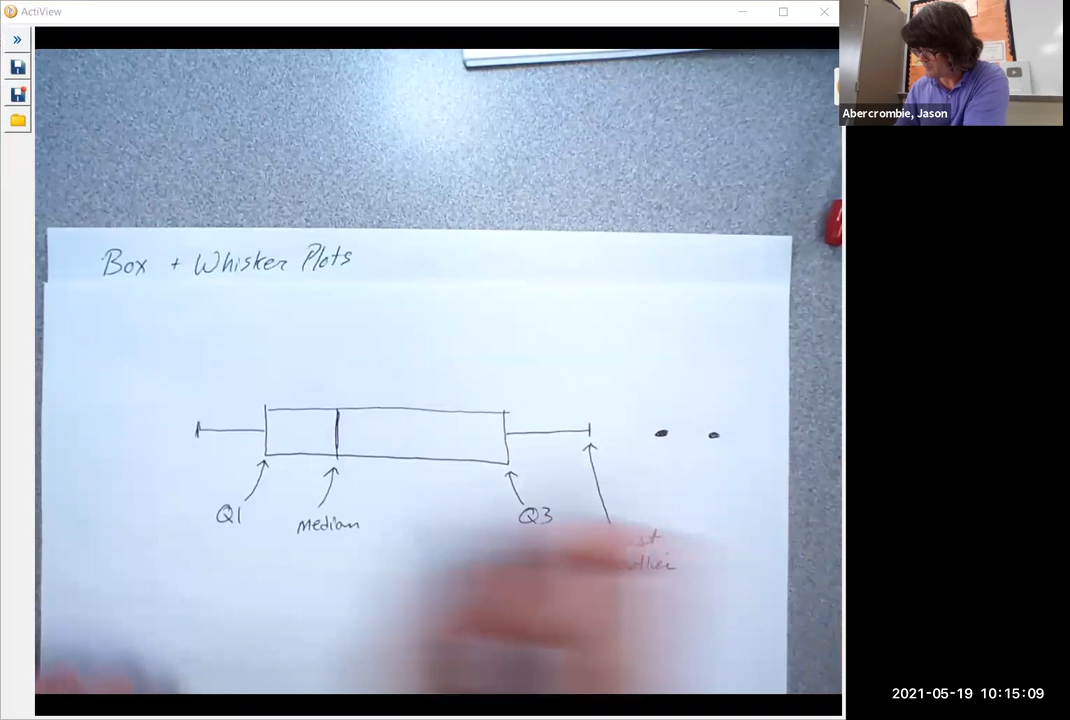 ActiView
Abercrombie, Jason
Box + Whisker Plots
Q1
Median
Q3
2021-05-19 10:15:09